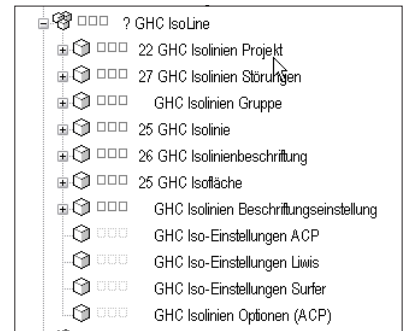 ? GHC IsoLine
22 GHC Isolinien Projekt
27 GHC Isolinien Störungen
GHC Isolinien Gruppe
25 GHC Isolinie
26 GHC Isolinienbeschriftung
25 GHC Isofläche
GHC Isolinien Beschriftungseinstellung
GHC Iso-Einstellungen ACP
GHC Iso-Einstellungen Liwis
GHC Iso-Einstellungen Surfer
GHC Isolinien Optionen (ACP)